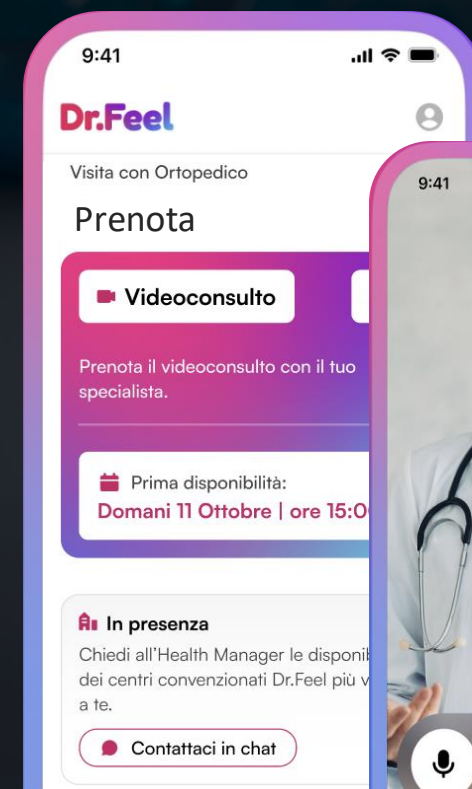 9:41
Dr.Feel
Visita con Ortopedico
9:41
Prenota
Videoconsulto
Prenota il videoconsulto con il tuo
specialista.
Prima disponibilità:
Domani 11 Ottobre | ore 15:0
In presenza
Chiedi all'Health Manager le
dei centri convenzionati Dr.Feel più
a te.
Contattaci in chat